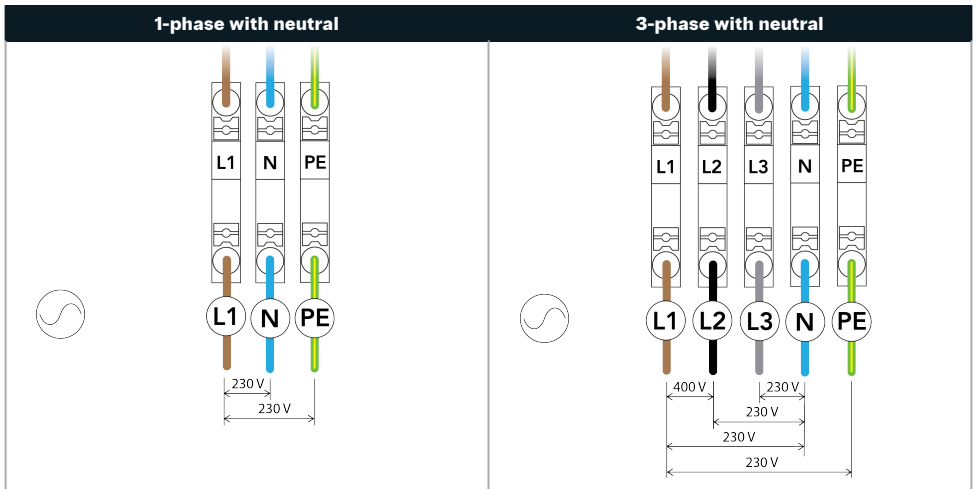 1-phase with neutral
L1 N PE
L1 N PE
230 V
230 V
3-phase with neutral
L1 L2 L3 N PE
L1 L2 L3 N PE
400 V 230 V
230 V
230 V
230 V